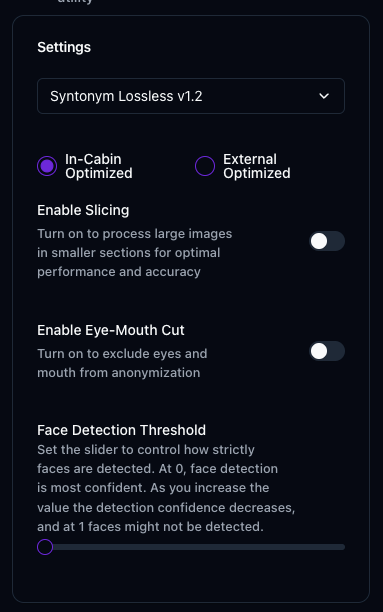 utility
Settings
Syntonym Lossless v1.2
In-Cabin
Optimized
External
Optimized
Enable Slicing
Turn on to process large images
in smaller sections for optimal
performance and accuracy
Enable Eye-Mouth Cut
Turn on to exclude eyes and
mouth from anonymization
Face Detection Threshold
Set the slider to control how strictly
faces are detected. At 0, face detection
is most confident. As you increase the
value the detection confidence decreases,
and at 1 faces might not be detected.